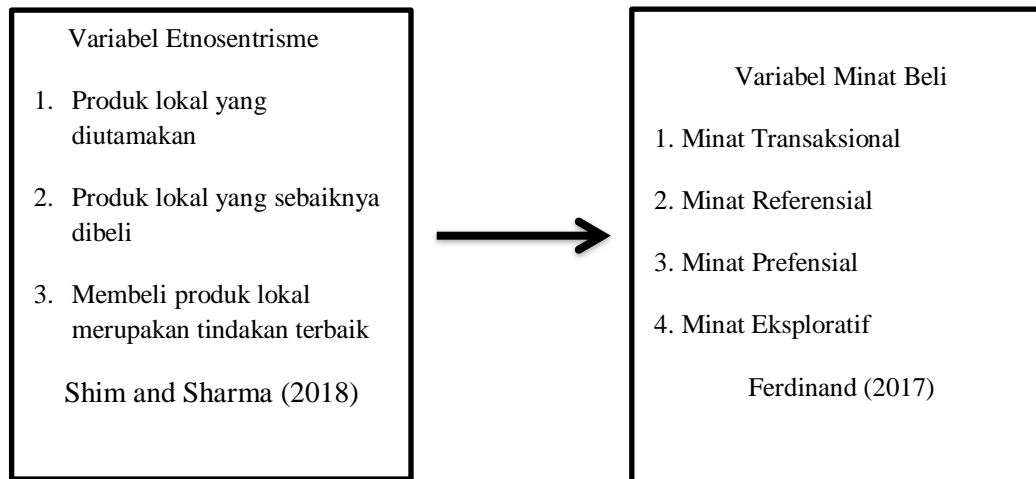 Variabel Etnosentrisme
1. Produk lokal yang
diutamakan
2. Produk lokal yang sebaiknya
dibeli
3. Membeli produk lokal
merupakan tindakan terbaik
Shim and Sharma (2018)
Variabel Minat Beli
1. Minat Transaksional
2. Minat Referensial
3. Minat Prefensial
4. Minat Eksploratif
Ferdinand (2017)